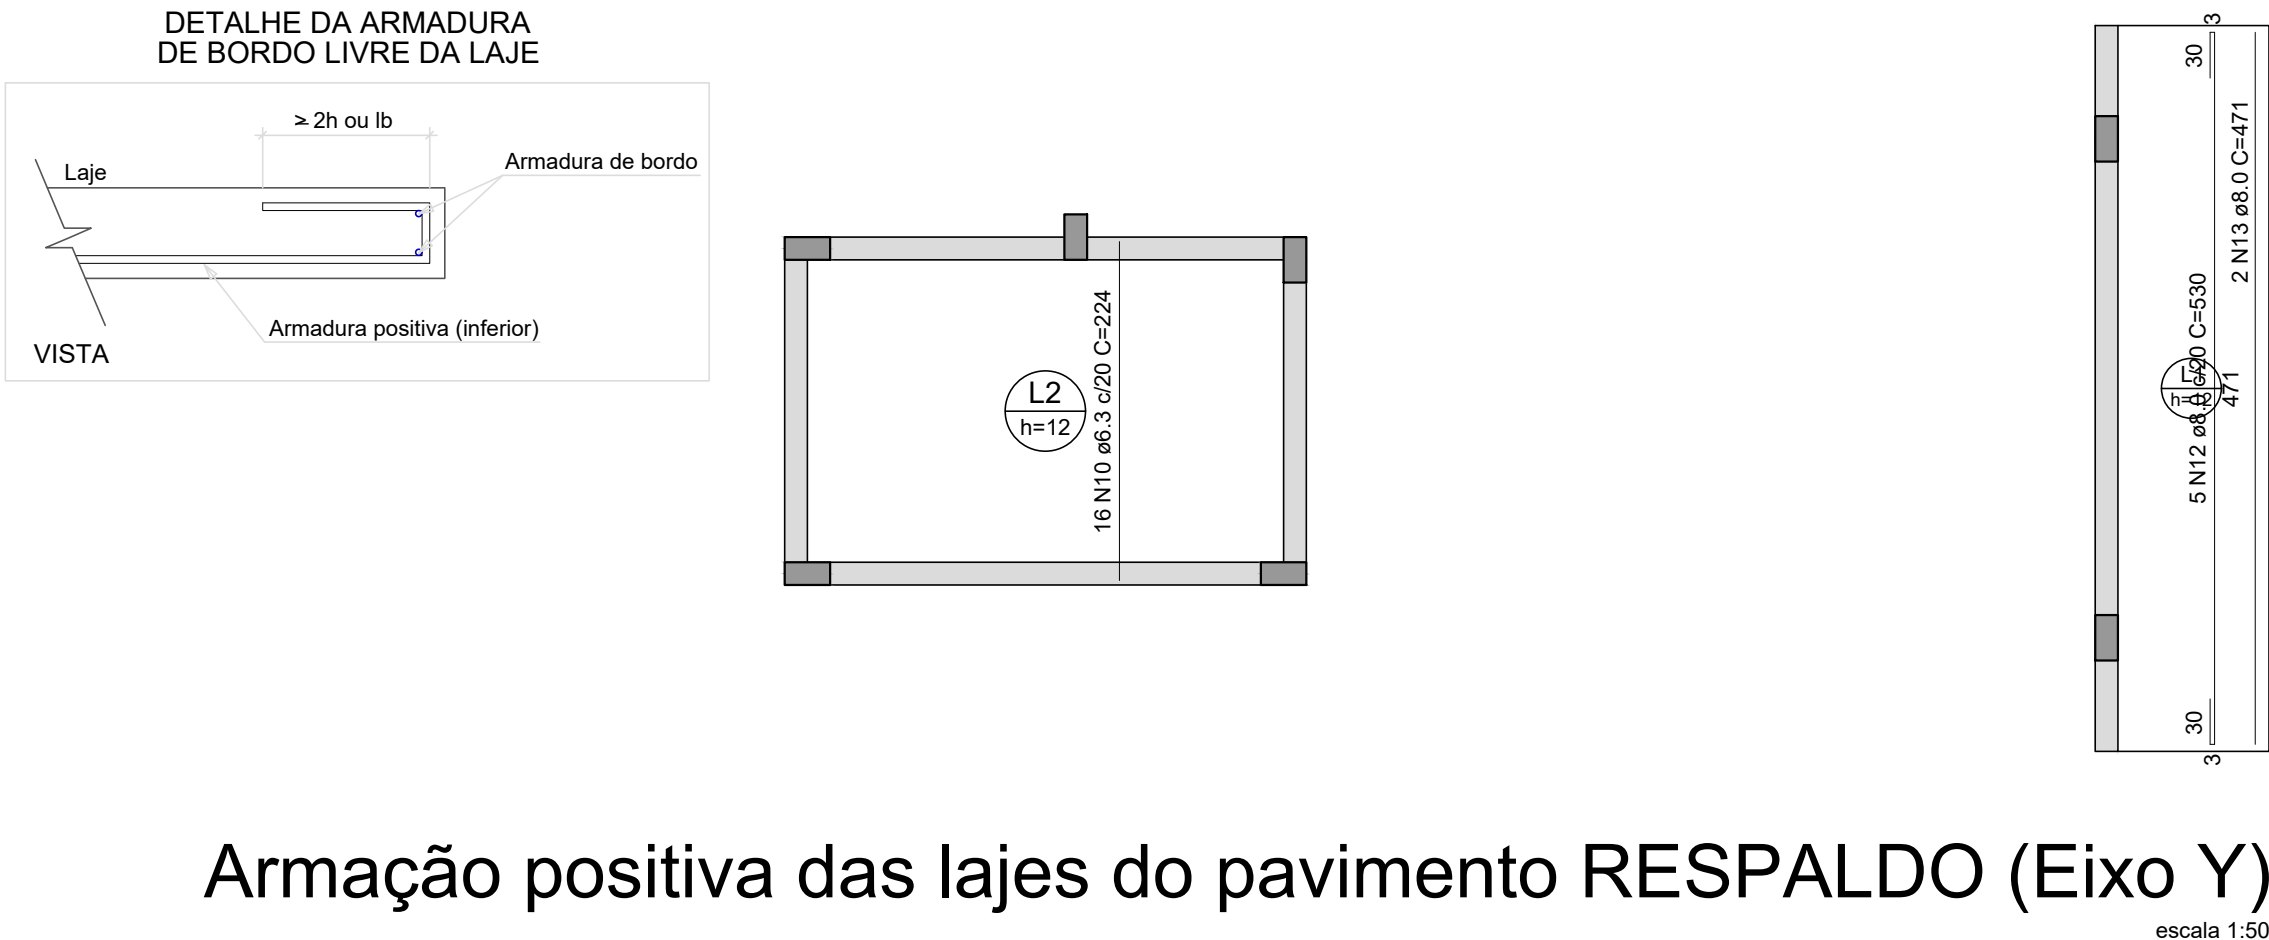 DETALHE DA ARMADURA
DE BORDO LIVRE DA LAJE
≥ 2h ou lb
Armadura de bordo
Laje
Armadura positiva (inferior)
VISTA
L2
h=12
16 N10 ø6.3 c/20 C=224
3
30
2 N13 ø8.0 C=471
5 N12 ø8.0 c/20 C=530
471
h=12
30
3
Armação positiva das lajes do pavimento RESPALDO (Eixo Y)
escala 1:50